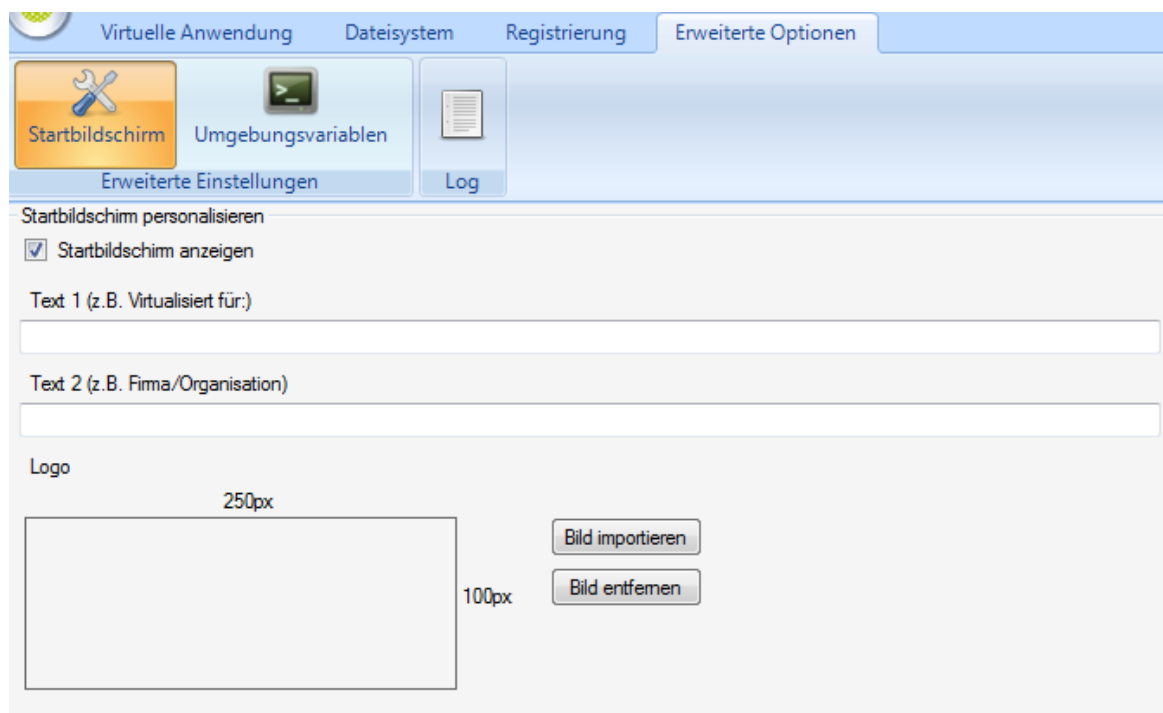 Virtuelle Anwendung Dateisystem Registrierung Erweiterte Optionen
Startbildschirm Umgebungsvariablen
Erweiterte Einstellungen Log
Startbildschirm personalisieren
Startbildschirm anzeigen
Text 1 (z.B. Virtualisiert für:)
Text 2 (z.B. Firma/Organisation)
Logo
250px
Bild importieren
100px
Bild entfernen